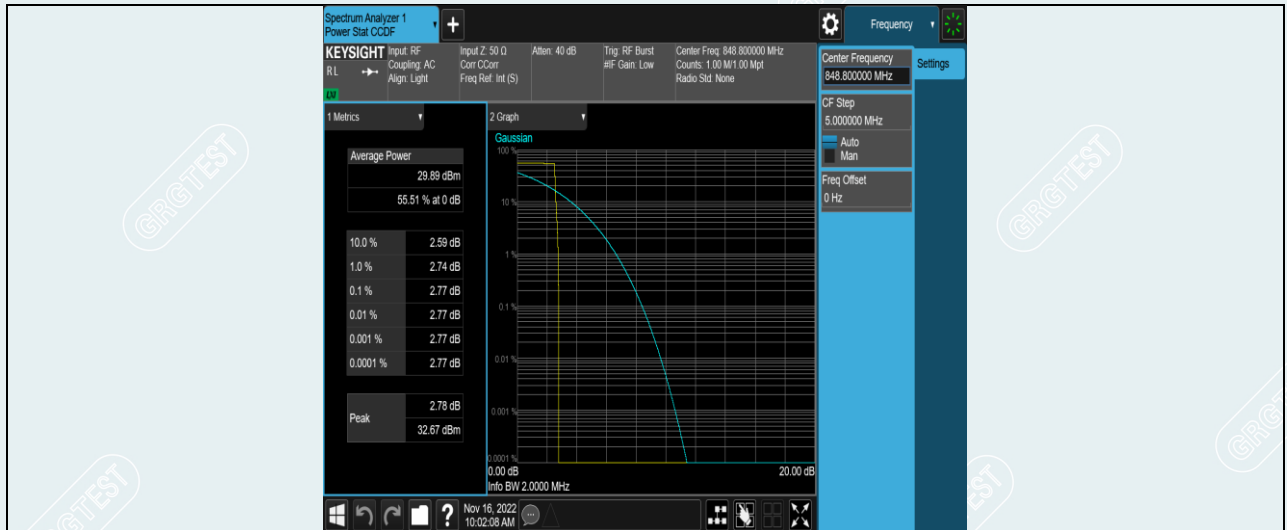 Spectrum Analyzer 1
Power Stat CCDF
Frequency
KEYSIGHT
R L
LM
Input: RF
Coupling: AC
Align: Light
Input Z: 50 Ω
Corr CCorr
Freq Ref: Int (S)
Atten: 40 dB
Trig: RF Burst
#IF Gain: Low
Center Freq: 848.800000 MHz
Counts: 1.00 M/1.00 Mpt
Radio Std: None
Center Frequency
848.800000 MHz
Settings
CF Step
5.000000 MHz
Auto
Man
Freq Offset
0 Hz
1 Metrics
Average Power
29.89 dBm
55.51 % at 0 dB
10.0 % 2.59 dB
1.0 % 2.74 dB
0.1 % 2.77 dB
0.01 % 2.77 dB
0.001 % 2.77 dB
0.0001 % 2.77 dB
Peak
2.78 dB
32.67 dBm
2 Graph
Gaussian
100 %
10 %
1 %
0.1 %
0.01 %
0.001 %
0.0001 %
0.00 dB 20.00 dB
Info BW 2.0000 MHz
?
Nov 16, 2022
10:02:08 AM
GRGTEST
GRGTEST
GRGTEST
GRGTEST